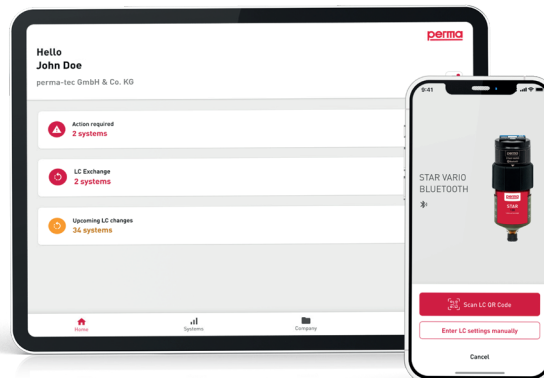 perma
Hello
John Doe
perma-tec GmbH & Co. KG
Action required
2 systems
LC Exchange
2 systems
Upcoming LC changes
34 systems
Home
Systems
Company
9:41
STAR VARIO
BLUETOOTH
perma
STAR
Scan LC QR Code
Enter LC settings manually
Cancel